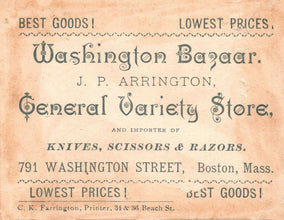 BEST GOODS! LOWEST PRICES.
Washington Bazaar.
J. P. ARRINGTON,
General Variety Store,
AND IMPORTER OF
KNIVES, SCISSORS & RAZORS.
791 WASHINGTON STREET, Boston, Mass.
LOWEST PRICES! BEST GOODS!
C. K. Farrington, Printer, 34 & 36 Beach St.